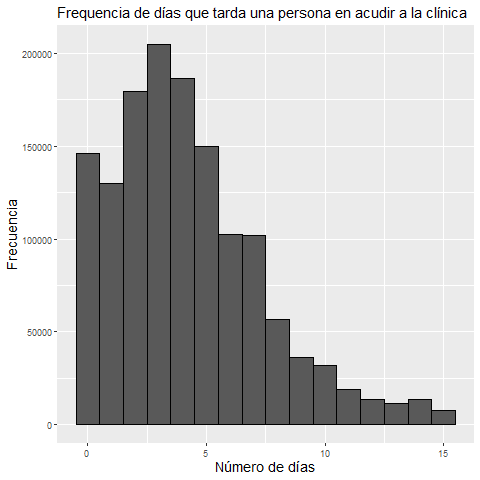 Frequencia de días que tarda una persona en acudir a la clínica
200000
150000
100000
50000
0
Frecuencia
0 5 10 15
Número de días